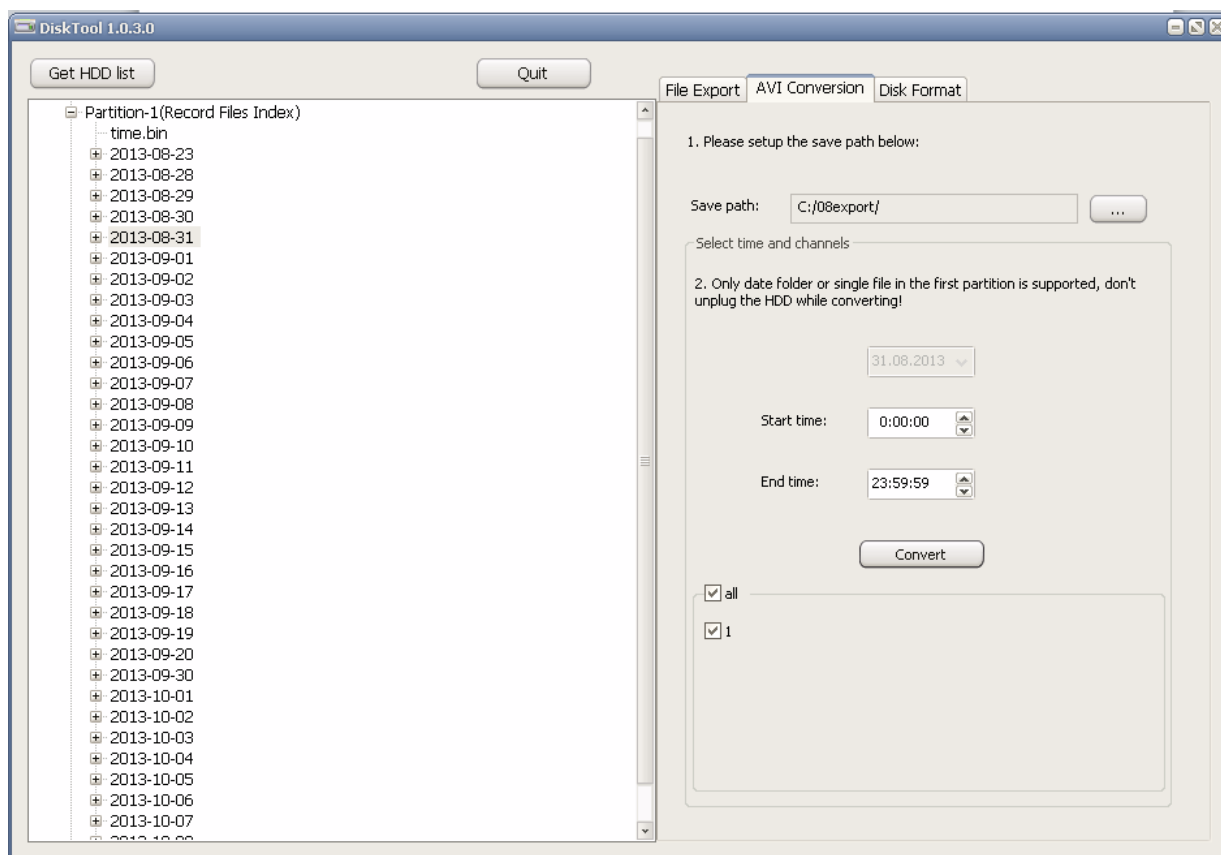 DiskTool 1.0.3.0
Get HDD list
Quit
Partition-1(Record Files Index)
time.bin
2013-08-23
2013-08-28
2013-08-29
2013-08-30
2013-08-31
2013-09-01
2013-09-02
2013-09-03
2013-09-04
2013-09-05
2013-09-06
2013-09-07
2013-09-08
2013-09-09
2013-09-10
2013-09-11
2013-09-12
2013-09-13
2013-09-14
2013-09-15
2013-09-16
2013-09-17
2013-09-18
2013-09-19
2013-09-20
2013-09-30
2013-10-01
2013-10-02
2013-10-03
2013-10-04
2013-10-05
2013-10-06
2013-10-07
File Export
AVI Conversion
Disk Format
1. Please setup the save path below:
Save path:
C:/08export/
...
Select time and channels
2. Only date folder or single file in the first partition is supported, don't
unplug the HDD while converting!
31.08.2013
Start time:
0:00:00
End time:
23:59:59
Convert
all
1